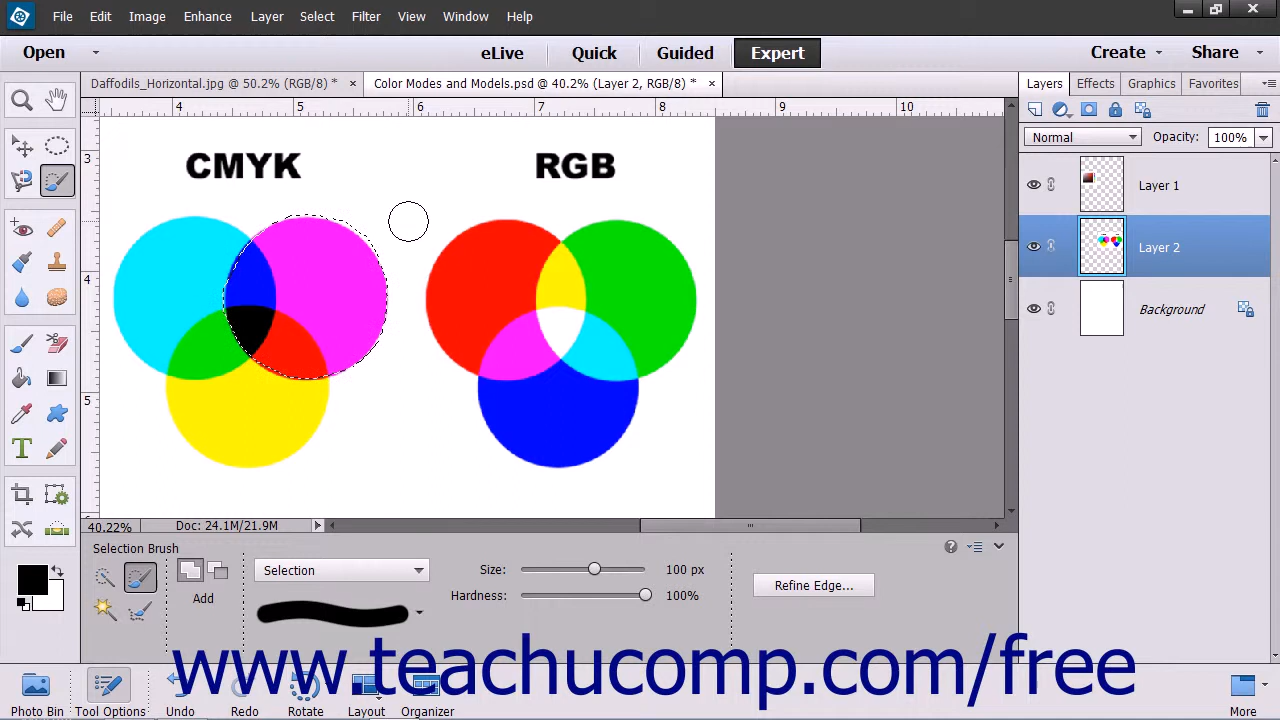 File Edit Image Enhance Layer Select Filter View Window Help
Open eLive Quick Guided Expert Create Share
Daffodils_Horizontal.jpg @ 50.2% (RGB/8) * × Color Modes and Models.psd @ 40.2% (Layer 2, RGB/8) * × Layers Effects Graphics Favorites
4 5 6 7 8 9 10
Normal Opacity: 100%
3
CMYK RGB
Layer 1
Layer 2
4
Background
5
40.22% Doc: 24.1M/21.9M
Selection Brush
Selection Size: 100 px
Refine Edge...
Add Hardness: 100%
T
www.teachucomp.com/free
Photo Bin Tool Options Undo Redo Rotate Layout Organizer More